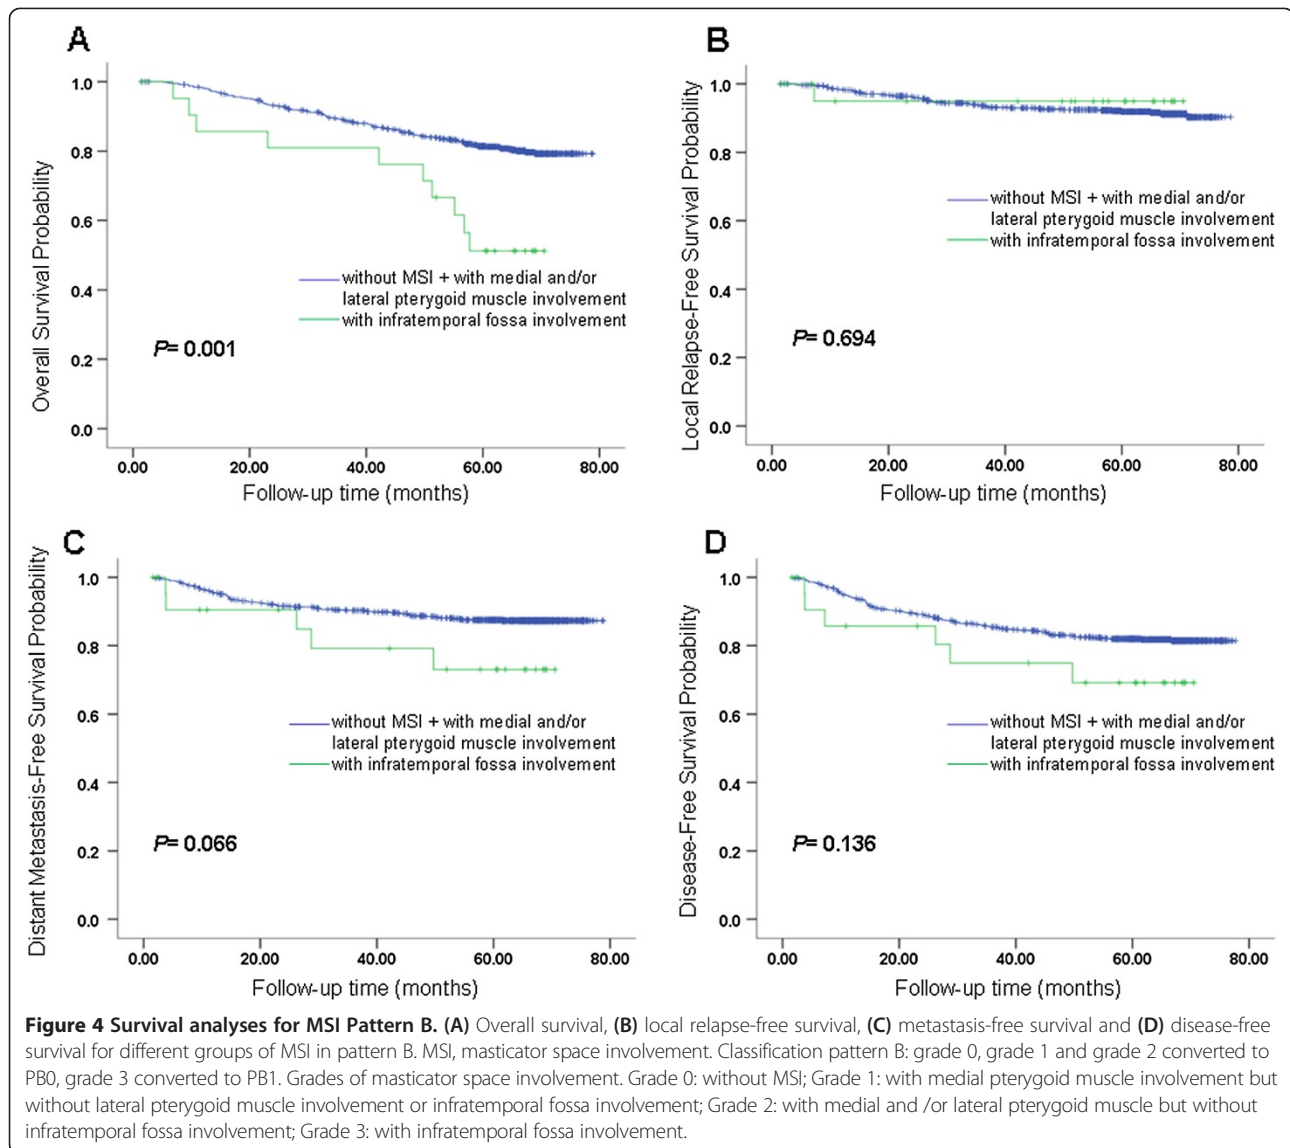 A
1.0
0.8
0.6
0.4
0.2
0.0
Overall Survival Probability
without MSI + with medial and/or
lateral pterygoid muscle involvement
with infratemporal fossa involvement
P= 0.001
0.00 20.00 40.00 60.00 80.00
Follow-up time (months)
B
1.0
0.8
0.6
0.4
0.2
0.0
Local Relapse-Free Survival Probability
without MSI + with medial and/or
lateral pterygoid muscle involvement
with infratemporal fossa involvement
P= 0.694
0.00 20.00 40.00 60.00 80.00
Follow-up time (months)
C
1.0
0.8
0.6
0.4
0.2
0.0
Distant Metastasis-Free Survival Probability
without MSI + with medial and/or
lateral pterygoid muscle involvement
with infratemporal fossa involvement
P= 0.066
0.00 20.00 40.00 60.00 80.00
Follow-up time (months)
D
1.0
0.8
0.6
0.4
0.2
0.0
Disease-Free Survival Probability
without MSI + with medial and/or
lateral pterygoid muscle involvement
with infratemporal fossa involvement
P= 0.136
0.00 20.00 40.00 60.00 80.00
Follow-up time (months)
Figure 4 Survival analyses for MSI Pattern B. (A) Overall survival, (B) local relapse-free survival, (C) metastasis-free survival and (D) disease-free
survival for different groups of MSI in pattern B. MSI, masticator space involvement. Classification pattern B: grade 0, grade 1 and grade 2 converted to
PB0, grade 3 converted to PB1. Grades of masticator space involvement. Grade 0: without MSI; Grade 1: with medial pterygoid muscle involvement but
without lateral pterygoid muscle involvement or infratemporal fossa involvement; Grade 2: with medial and /or lateral pterygoid muscle but without
infratemporal fossa involvement; Grade 3: with infratemporal fossa involvement.